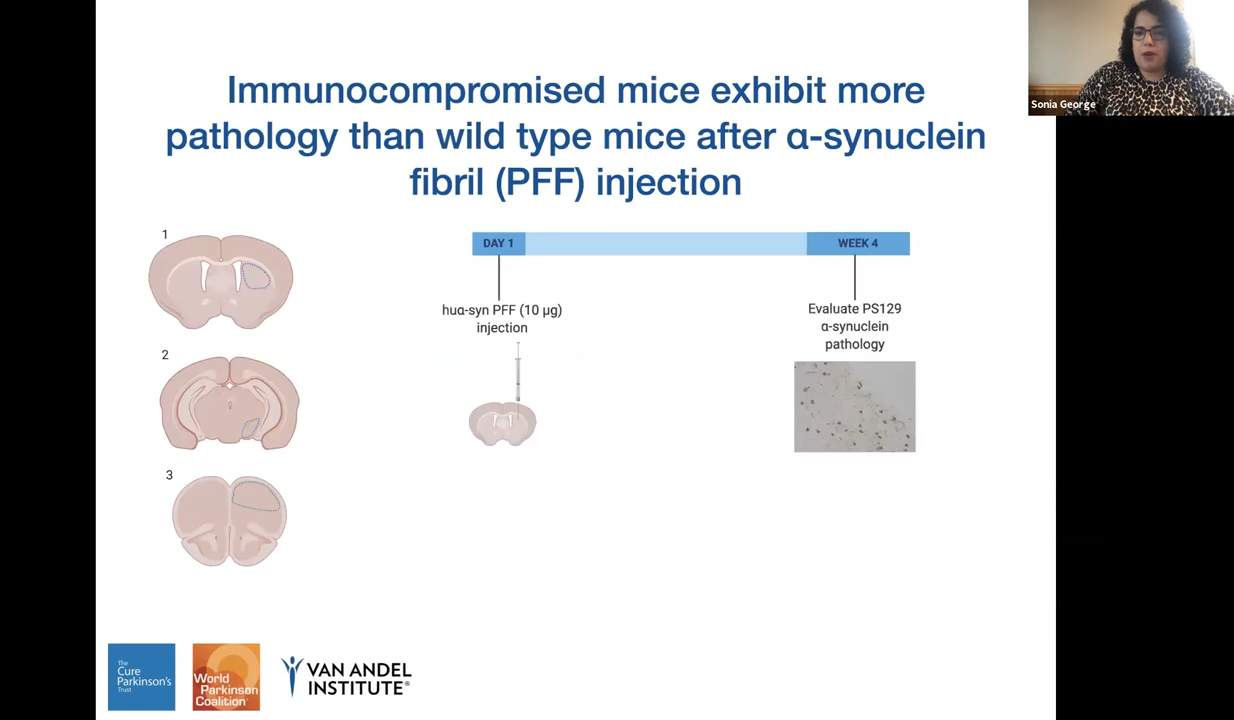 Immunocompromised mice exhibit more
pathology than wild type mice after α-synuclein
fibril (PFF) injection
Sonia George
1
2
3
DAY 1
WEEK 4
huα-syn PFF (10 µg)
injection
Evaluate PS129
α-synuclein
pathology
The
Cure
Parkinson's
Trust
World
Parkinson
Coalition
VAN ANDEL
INSTITUTE®